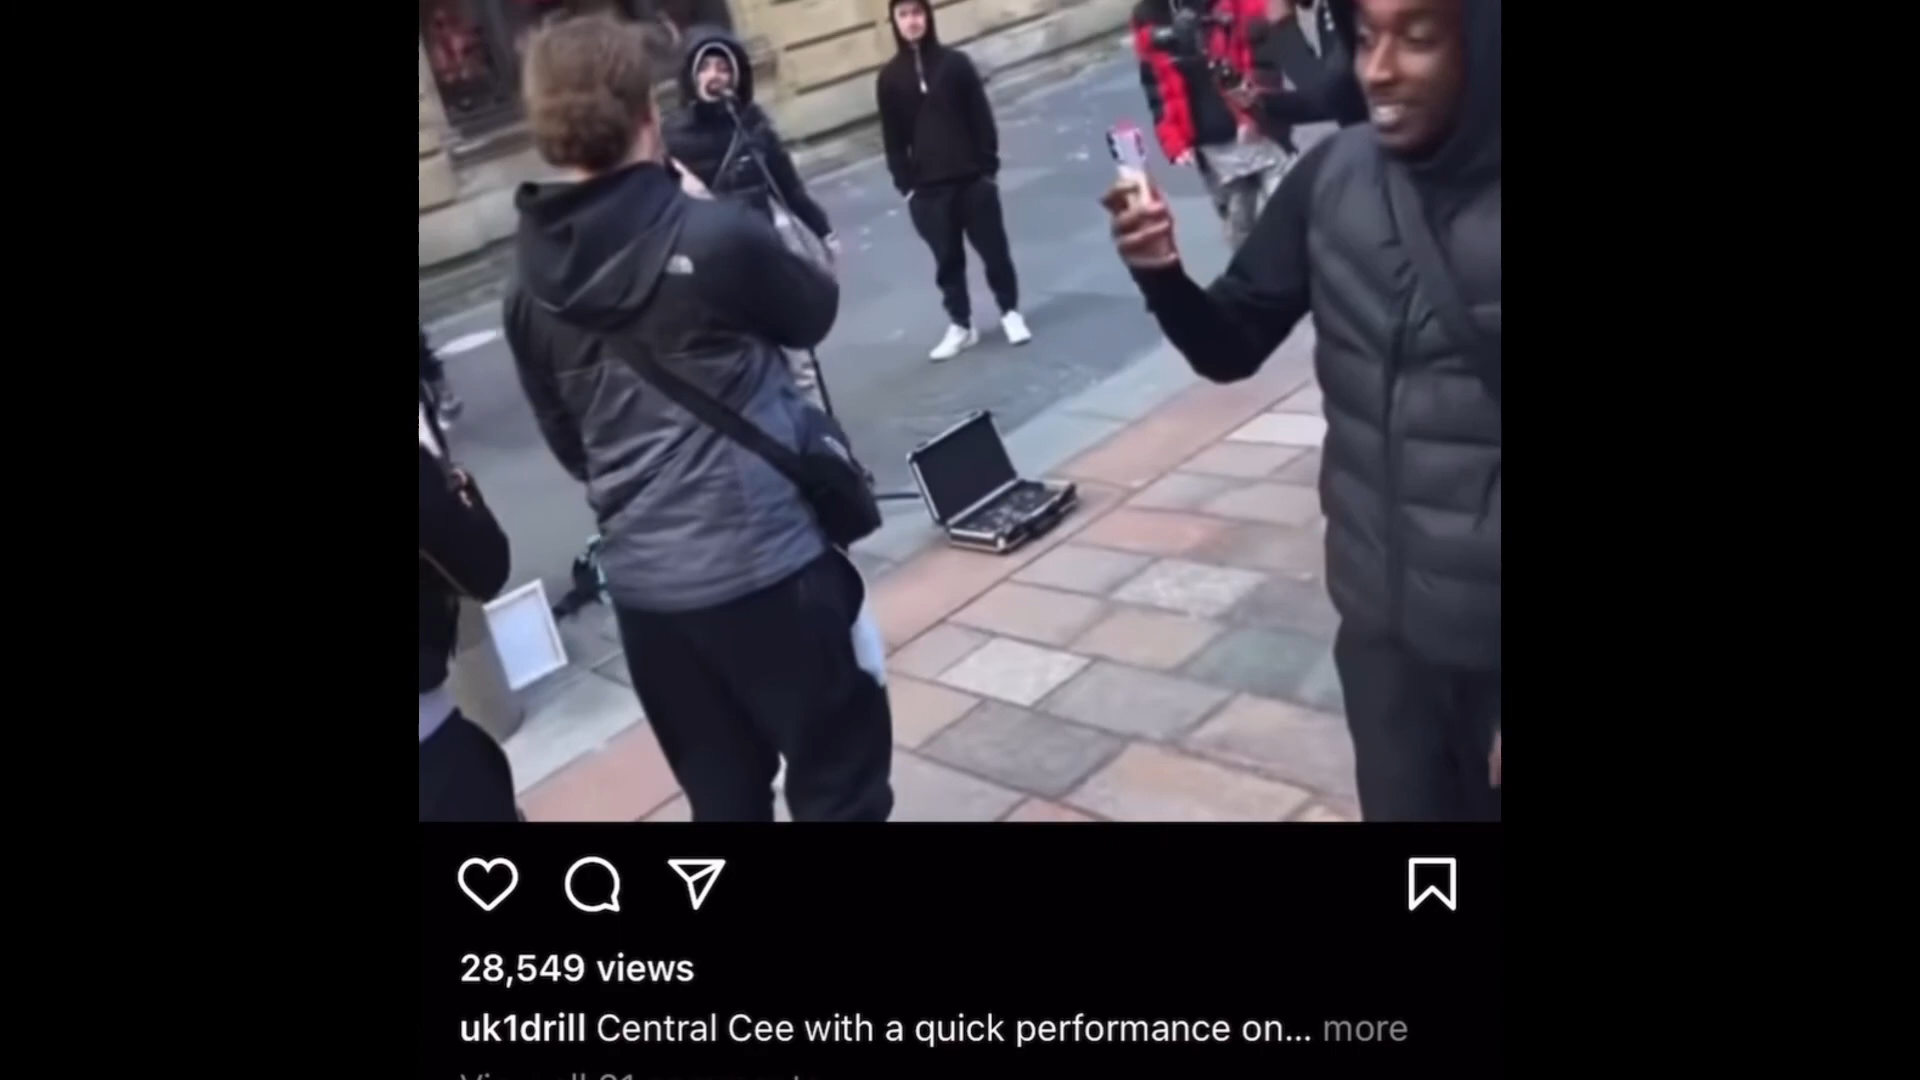 28,549 views
uk1drill Central Cee with a quick performance on... more